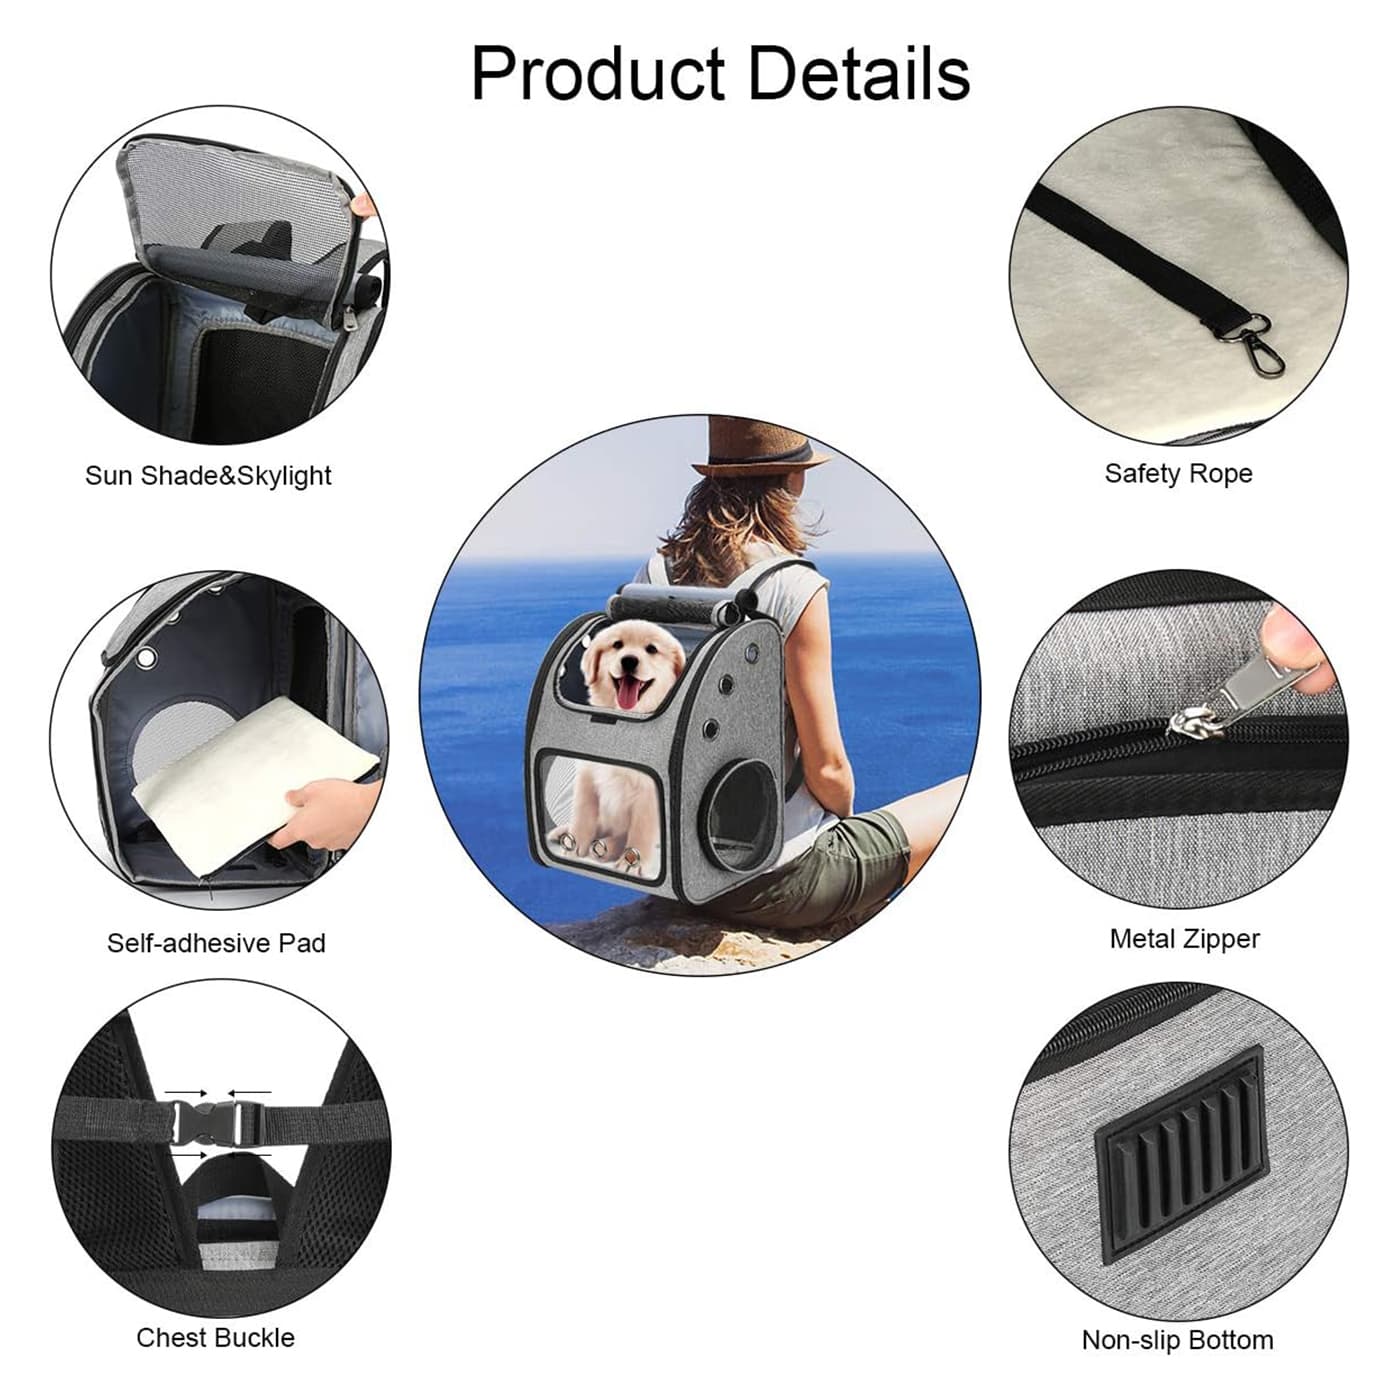 Product Details
Sun Shade&Skylight
Safety Rope
Self-adhesive Pad
Metal Zipper
Chest Buckle
Non-slip Bottom